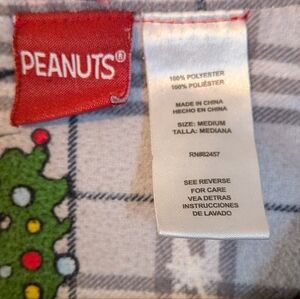 PEANUTS®
100% POLYESTER
100% POLIÉSTER
MADE IN CHINA
HECHO EN CHINA
SIZE: MEDIUM
TALLA: MEDIANA
RN#82457
SEE REVERSE
FOR CARE
VEA DETRAS
INSTRUCCIONES
DE LAVADO